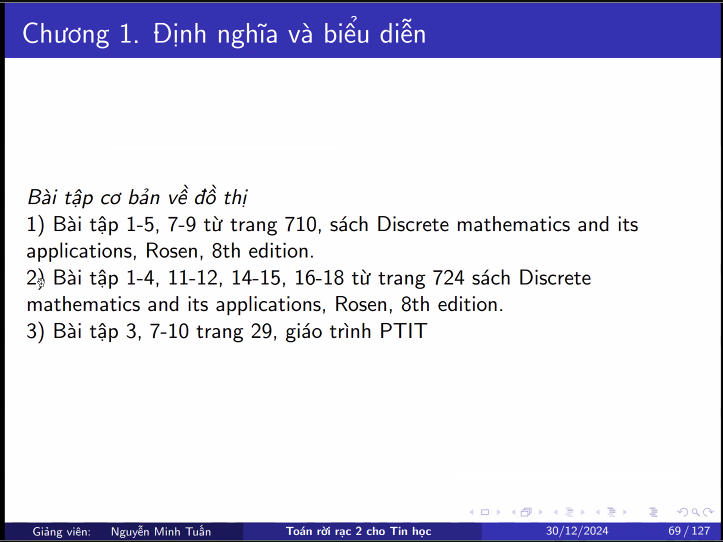 Chương 1. Định nghĩa và biểu diễn
Bài tập cơ bản về đồ thị
1) Bài tập 1-5, 7-9 từ trang 710, sách Discrete mathematics and its
applications, Rosen, 8th edition.
2) Bài tập 1-4, 11-12, 14-15, 16-18 từ trang 724 sách Discrete
mathematics and its applications, Rosen, 8th edition.
3) Bài tập 3, 7-10 trang 29, giáo trình PTIT
Giảng viên: Nguyễn Minh Tuấn Toán rời rạc 2 cho Tin học 30/12/2024 69 / 127